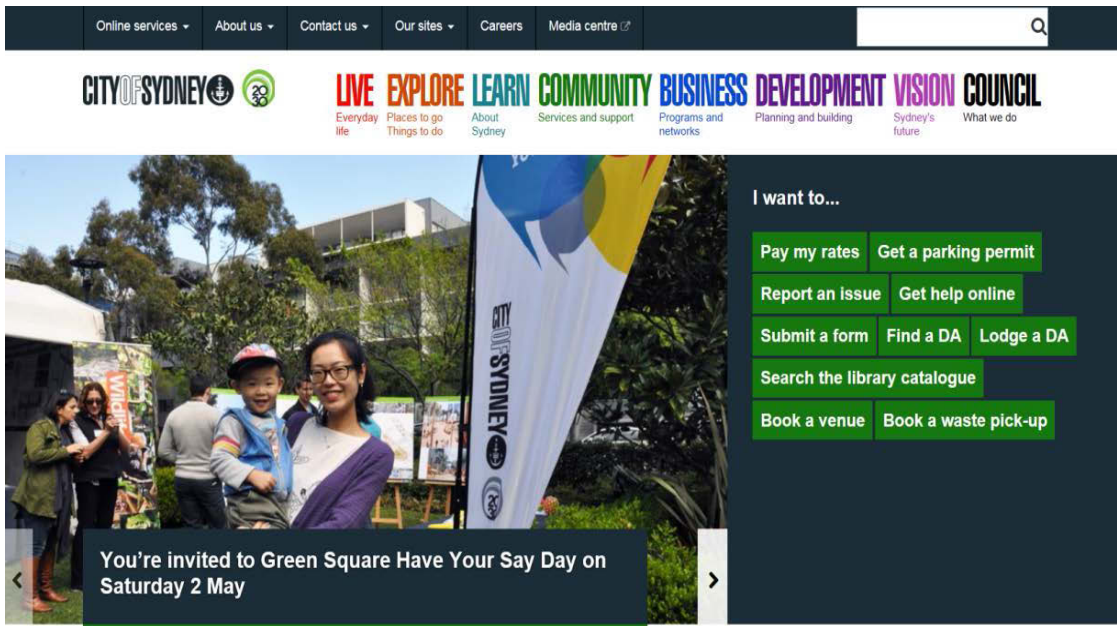 Online services About us Contact us Our sites Careers Media centre
CITYOFSYDNEY 2030
LIVE EXPLORE LEARN COMMUNITY BUSINESS DEVELOPMENT VISION COUNCIL
Everyday life Places to go Things to do About Sydney Services and support Programs and networks Planning and building Sydney's future What we do
I want to...
Pay my rates Get a parking permit
Report an issue Get help online
Submit a form Find a DA Lodge a DA
Search the library catalogue
Book a venue Book a waste pick-up
CITYOFSYDNEY
2030
You're invited to Green Square Have Your Say Day on
Saturday 2 May